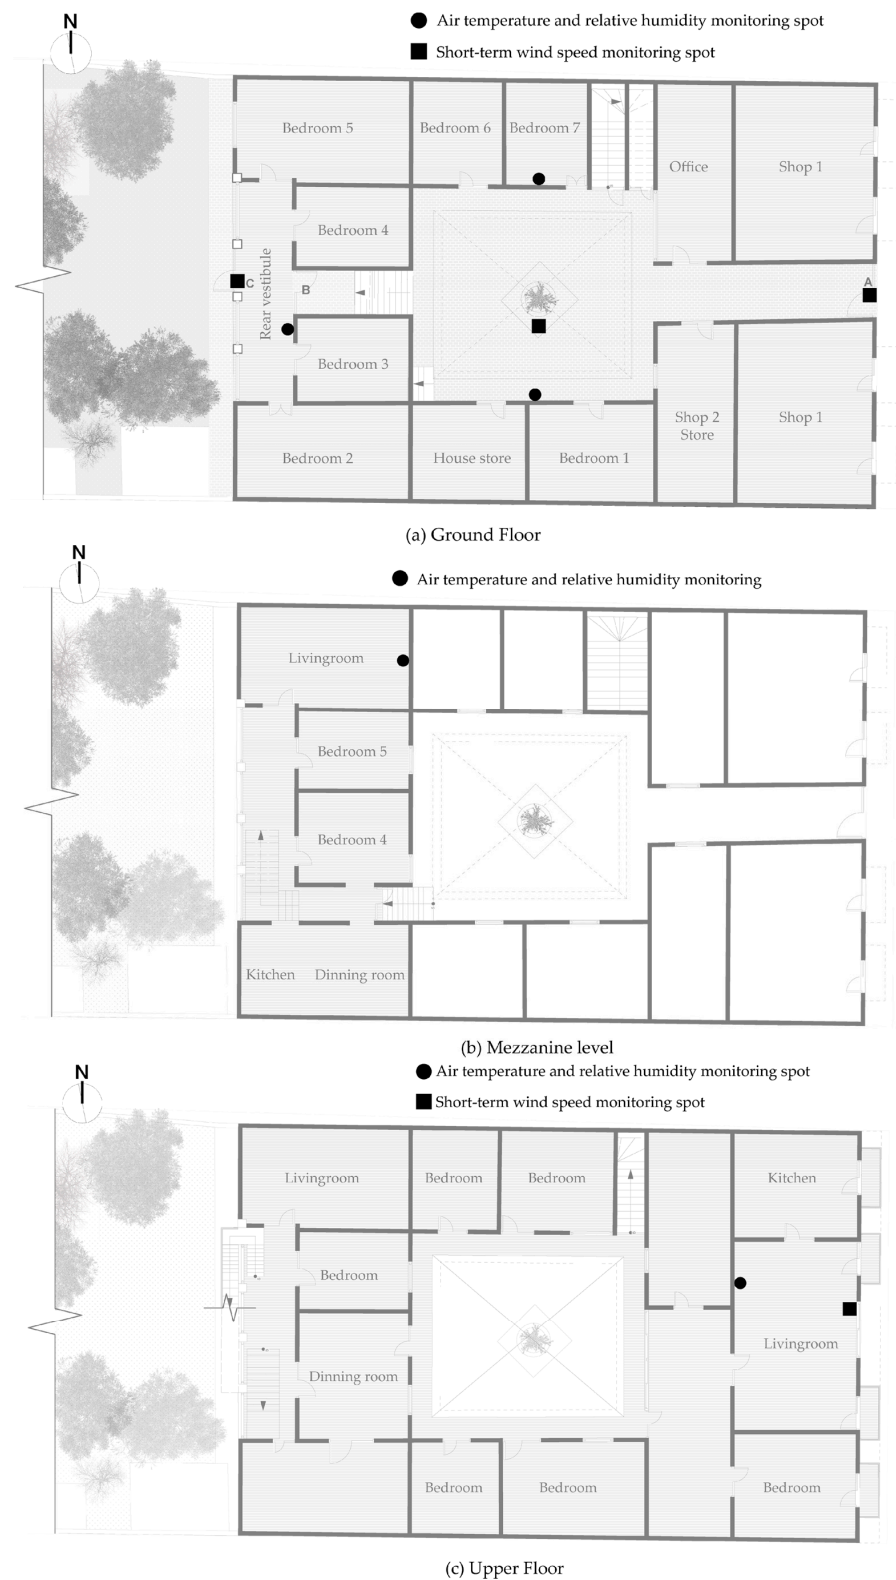 N
Air temperature and relative humidity monitoring spot
Short-term wind speed monitoring spot
Bedroom 5
Bedroom 6
Bedroom 7
Office
Shop 1
Bedroom 4
Rear vestibule
C
B
A
Bedroom 3
Bedroom 2
House store
Bedroom 1
Shop 2
Store
Shop 1
(a) Ground Floor
N
Air temperature and relative humidity monitoring
Livingroom
Bedroom 5
Bedroom 4
Kitchen
Dinning room
(b) Mezzanine level
N
Air temperature and relative humidity monitoring spot
Short-term wind speed monitoring spot
Livingroom
Bedroom
Bedroom
Kitchen
Bedroom
Livingroom
Dinning room
Bedroom
Bedroom
Bedroom
(c) Upper Floor